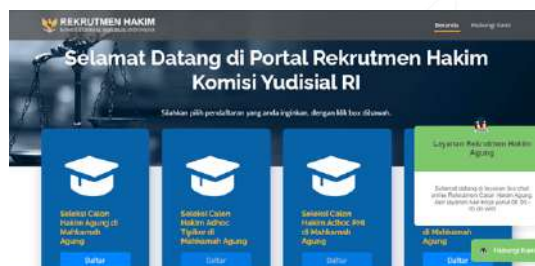 REKRUTMEN HAKIM
Beranda
Hubungi Kami
Selamat Datang di Portal Rekrutmen Hakim
Komisi Yudisial RI
Silahkan pilih pendaftaran yang anda inginkan, dengan klik box dibawah.
Seleksi Calon
Hakim Agung di
Mahkamah
Agung
Daftar
Seleksi Calon
Hakim Adhoc
Tipikor di
Mahkamah Agung
Daftar
Seleksi Calon
Hakim Adhoc PHI
di Mahkamah
Agung
Daftar
di Mahkamah
Agung
Daftar
Layanan Rekrutmen Hakim
Agung
Hubungi Kami